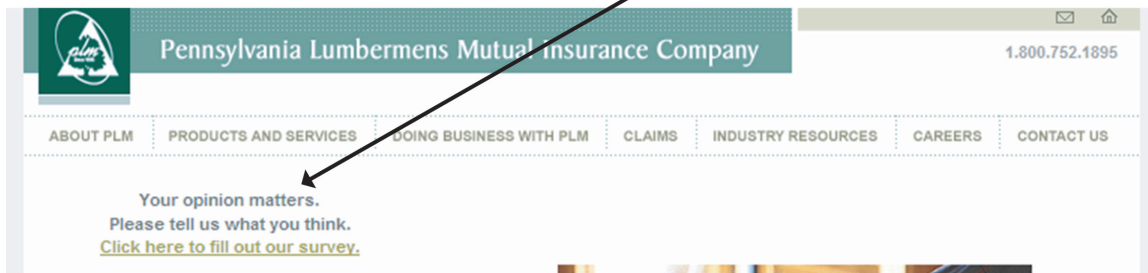 plm
Pennsylvania Lumbermens Mutual Insurance Company
1.800.752.1895
ABOUT PLM PRODUCTS AND SERVICES DOING BUSINESS WITH PLM CLAIMS INDUSTRY RESOURCES CAREERS CONTACT US
Your opinion matters.
Please tell us what you think.
Click here to fill out our survey.